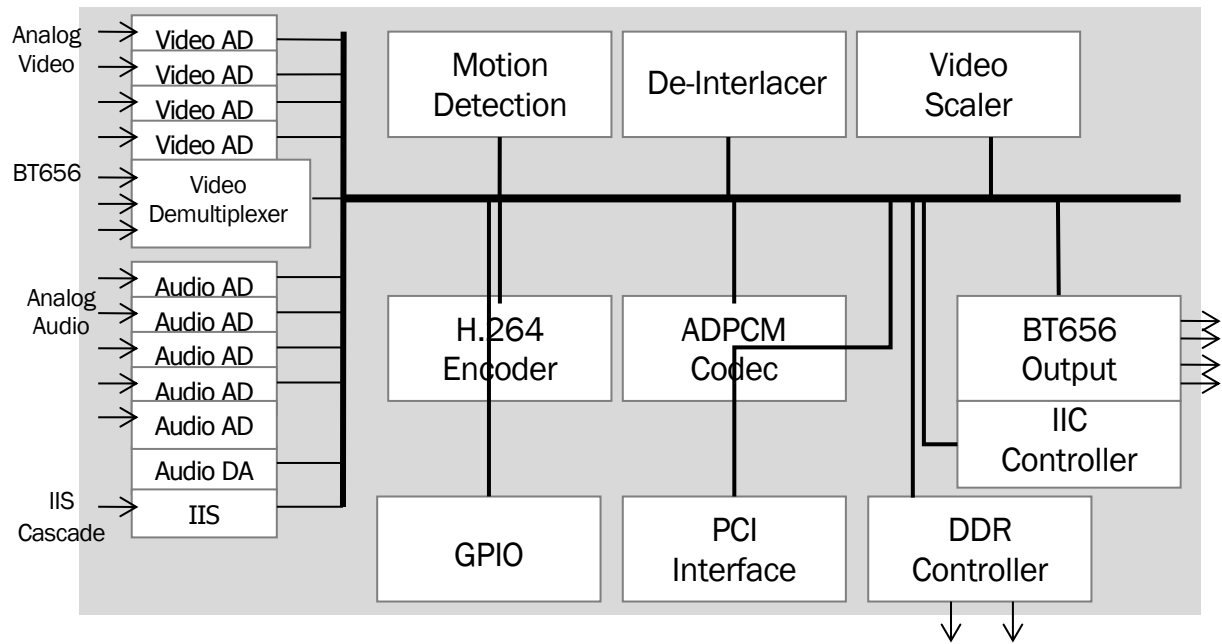 Analog
Video
Video AD
Video AD
Video AD
Video AD
BT656
Video
Demultiplexer
Analog
Audio
Audio AD
Audio AD
Audio AD
Audio AD
Audio AD
Audio DA
IIS
Cascade
IIS
Motion
Detection
De-Interlacer
Video
Scaler
H.264
Encoder
ADPCM
Codec
BT656
Output
IIC
Controller
GPIO
PCI
Interface
DDR
Controller